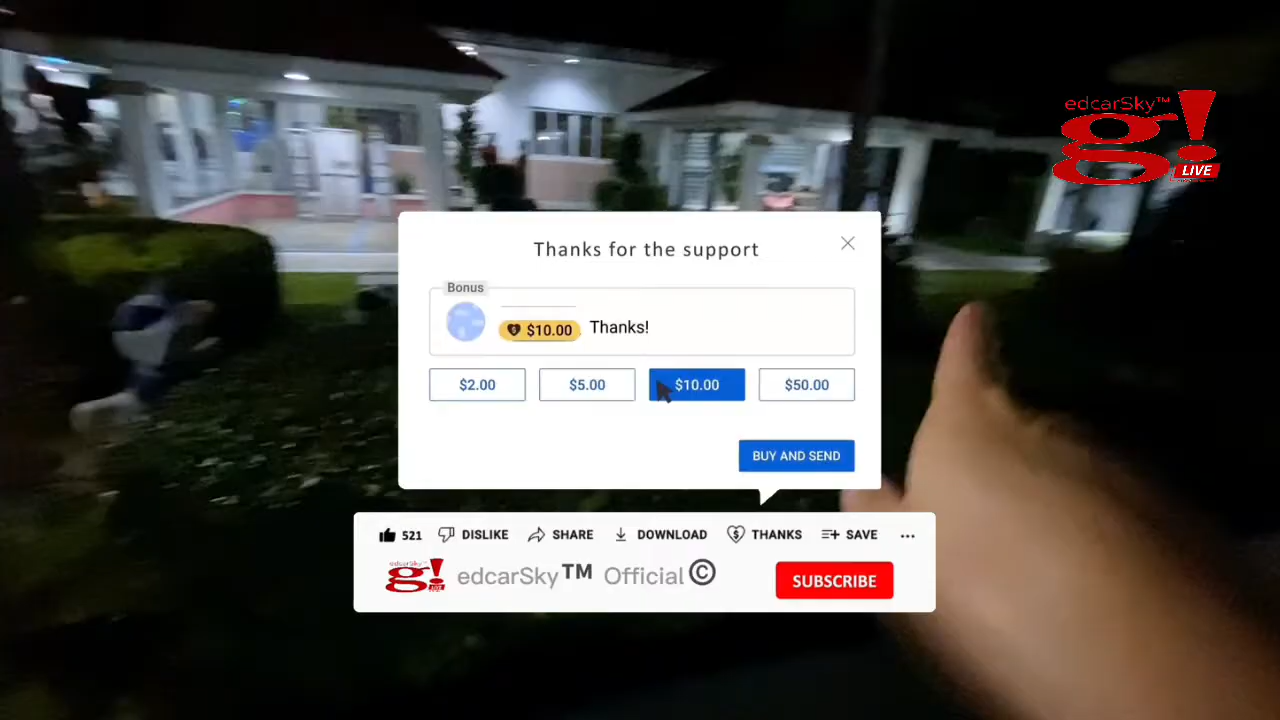 edcarSky™
g!
LIVE
Thanks for the support
Bonus
$10.00 Thanks!
$2.00 $5.00 $10.00 $50.00
BUY AND SEND
521 DISLIKE SHARE DOWNLOAD THANKS SAVE
g! edcarSky™ Official © SUBSCRIBE